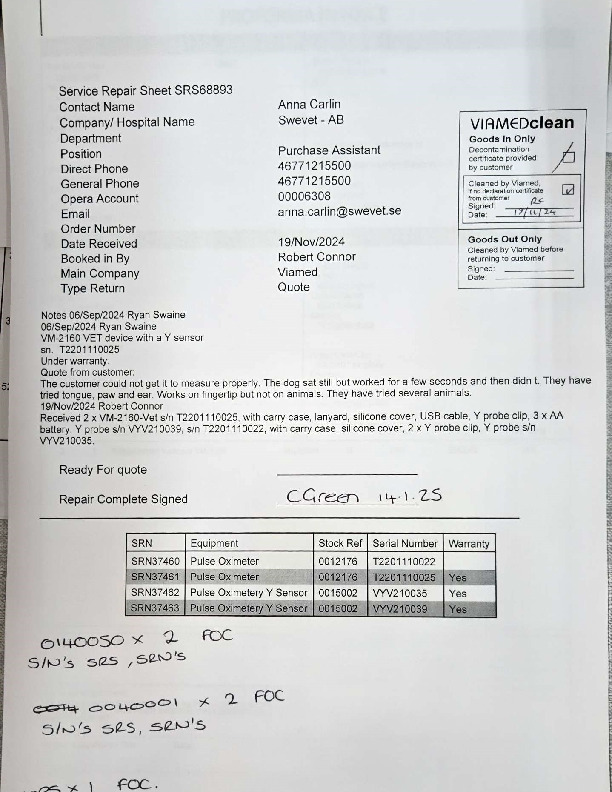 Service Repair Sheet SRS68893
Contact Name Anna Carlin
Company/ Hospital Name Swevet - AB
Department
Position Purchase Assistant
Direct Phone 46771215500
General Phone 46771215500
Opera Account 00006308
Email anna.carlin@swevet.se
Order Number
Date Received 19/Nov/2024
Booked in By Robert Connor
Main Company Viamed
Type Return Quote
VIAMEDclean
Goods In Only
Decontamination
certificate provided
by customer
Cleaned by Viamed,
if no declaration certificate
from customer
Signed: RC
Date: 19/11/24
Goods Out Only
Cleaned by Viamed before
returning to customer
Signed:
Date:
Notes 06/Sep/2024 Ryan Swaine
06/Sep/2024 Ryan Swaine
VM-2160 VET device with a Y sensor
sn. T2201110025
Under warranty.
Quote from customer:
The customer could not get it to measure properly. The dog sat still but worked for a few seconds and then didn t. They have
tried tongue, paw and ear. Works on fingertip but not on animals. They have tried several animals.
19/Nov/2024 Robert Connor
Received 2 x VM-2160-Vet s/n T2201110025, with carry case, lanyard, silicone cover, USB cable, Y probe clip, 3 x AA
battery, Y probe s/n VYV210039, s/n T2201110022, with carry case, silicone cover, 2 x Y probe clip, Y probe s/n
VYV210035.
Ready For quote
Repair Complete Signed CGreen 14.1.25
SRN Equipment Stock Ref Serial Number Warranty
SRN37460 Pulse Oximeter 0012176 T2201110022
SRN37461 Pulse Oximeter 0012176 T2201110025 Yes
SRN37462 Pulse Oximetery Y Sensor 0015002 VYV210035 Yes
SRN37463 Pulse Oximetery Y Sensor 0015002 VYV210039 Yes
0140050 x 2 FOC
S/N's SRS, SRN'S
0040001 x 2 FOC
S/N'S SRS, SRN'S
x 1 FOC.